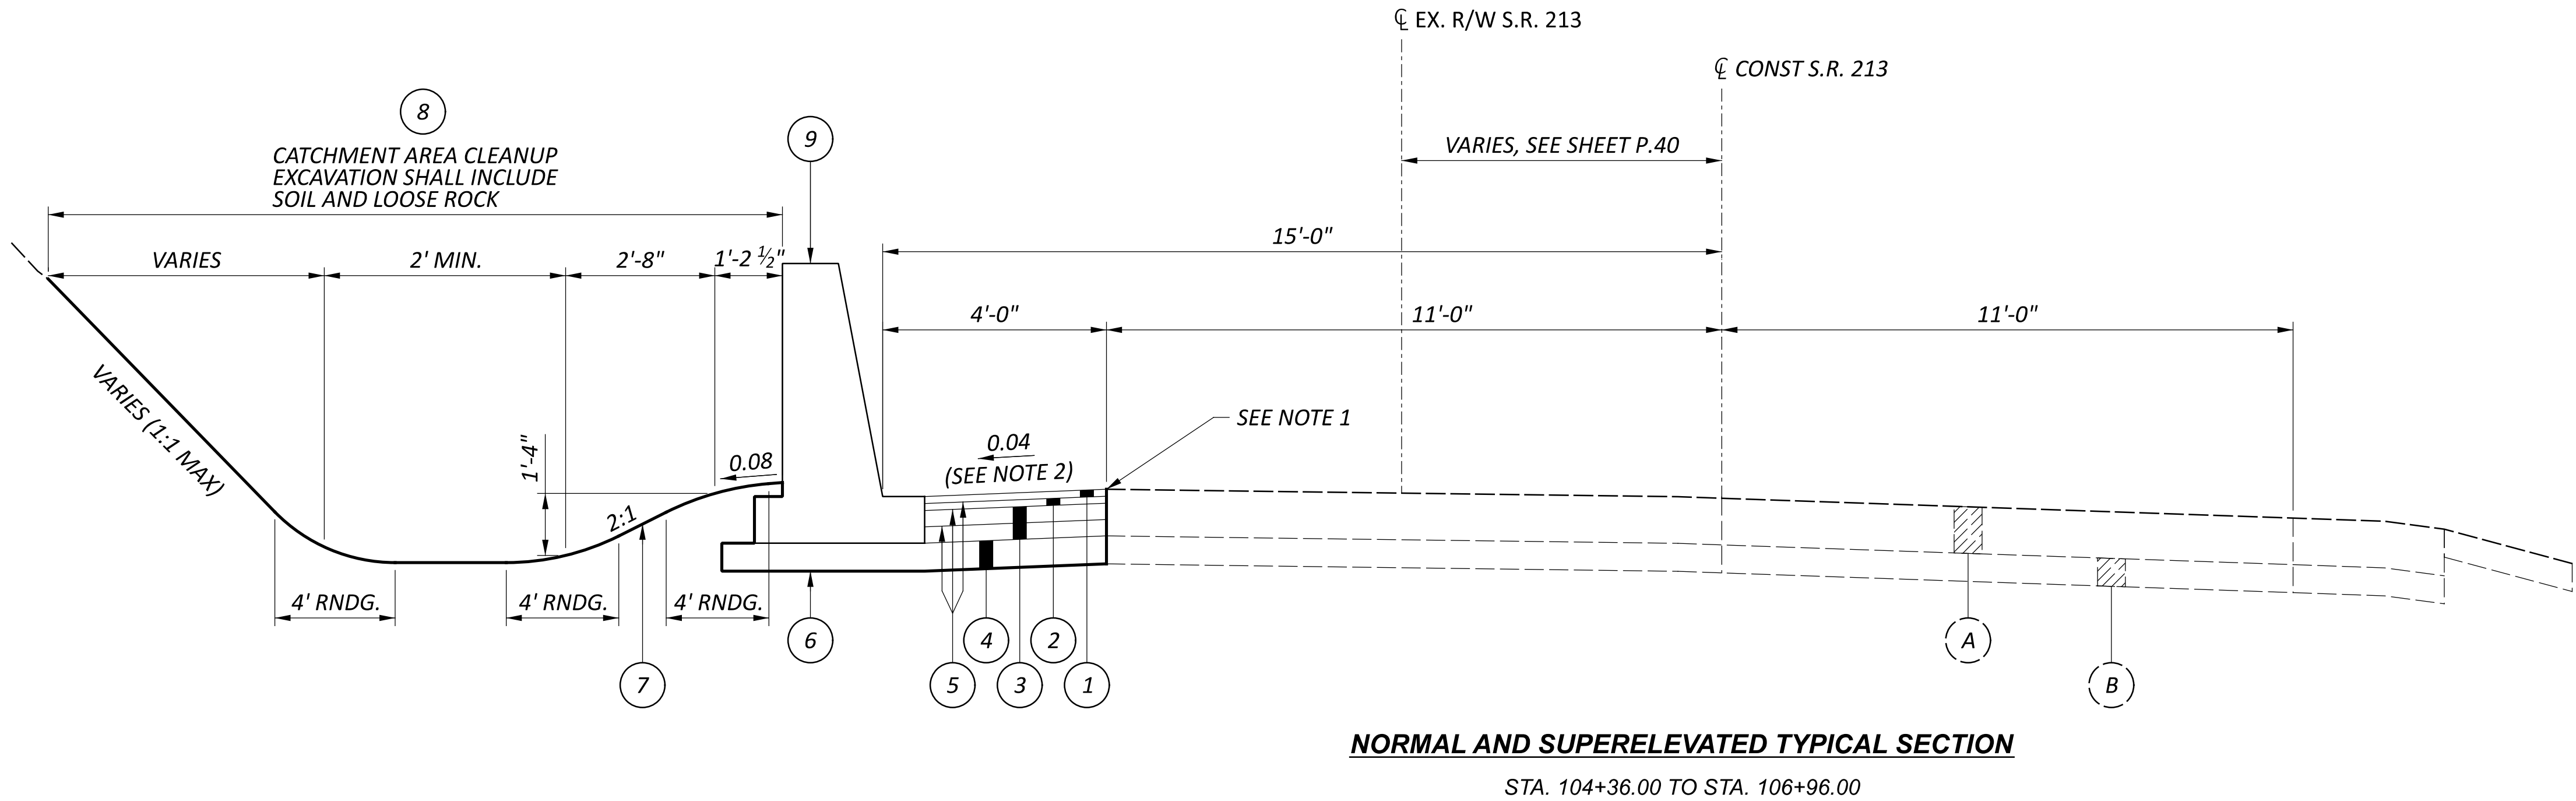 ℄ EX. R/W S.R. 213
℄ CONST S.R. 213
8
CATCHMENT AREA CLEANUP
EXCAVATION SHALL INCLUDE
SOIL AND LOOSE ROCK
9
VARIES, SEE SHEET P.40
15'-0"
VARIES
2' MIN.
2'-8"
1'-2 ½"
4'-0"
11'-0"
11'-0"
VARIES (1:1 MAX)
1'-4"
2:1
0.08
0.04
(SEE NOTE 2)
SEE NOTE 1
4' RNDG.
4' RNDG.
4' RNDG.
7
6
5
4
3
2
1
A
B
NORMAL AND SUPERELEVATED TYPICAL SECTION
STA. 104+36.00 TO STA. 106+96.00